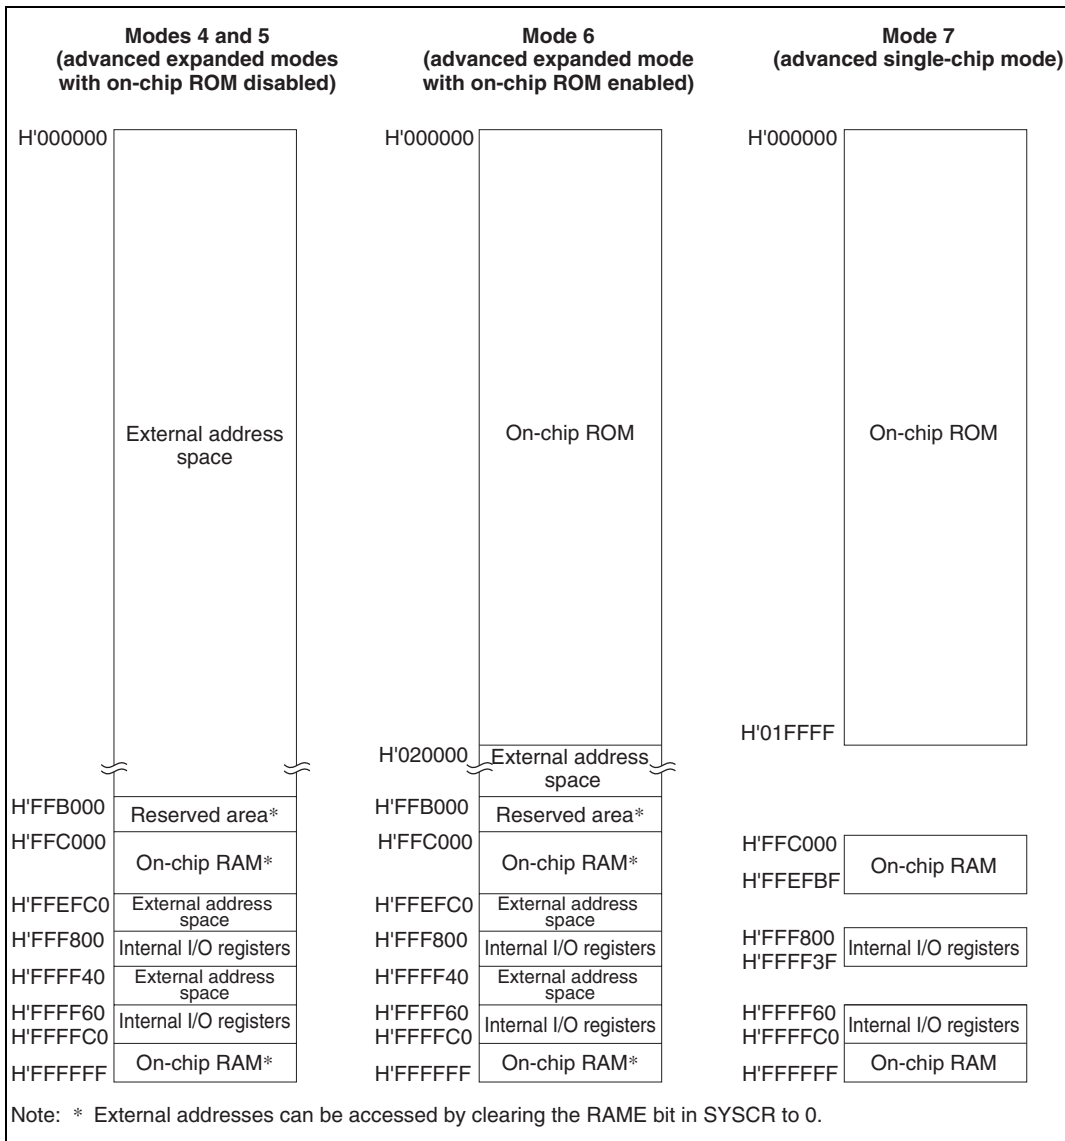 Modes 4 and 5
(advanced expanded modes
with on-chip ROM disabled)
H'000000
External address
space
H'FFB000
Reserved area*
H'FFC000
On-chip RAM*
H'FFEFC0
External address
space
H'FFF800
Internal I/O registers
H'FFFF40
External address
space
H'FFFF60
Internal I/O registers
H'FFFFC0
On-chip RAM*
H'FFFFFF
Mode 6
(advanced expanded mode
with on-chip ROM enabled)
H'000000
On-chip ROM
H'020000
External address
space
H'FFB000
Reserved area*
H'FFC000
On-chip RAM*
H'FFEFC0
External address
space
H'FFF800
Internal I/O registers
H'FFFF40
External address
space
H'FFFF60
Internal I/O registers
H'FFFFC0
On-chip RAM*
H'FFFFFF
Mode 7
(advanced single-chip mode)
H'000000
On-chip ROM
H'01FFFF
H'FFC000
On-chip RAM
H'FFEFBF
H'FFF800
Internal I/O registers
H'FFFF3F
H'FFFF60
Internal I/O registers
H'FFFFC0
On-chip RAM
H'FFFFFF
Note: * External addresses can be accessed by clearing the RAME bit in SYSCR to 0.